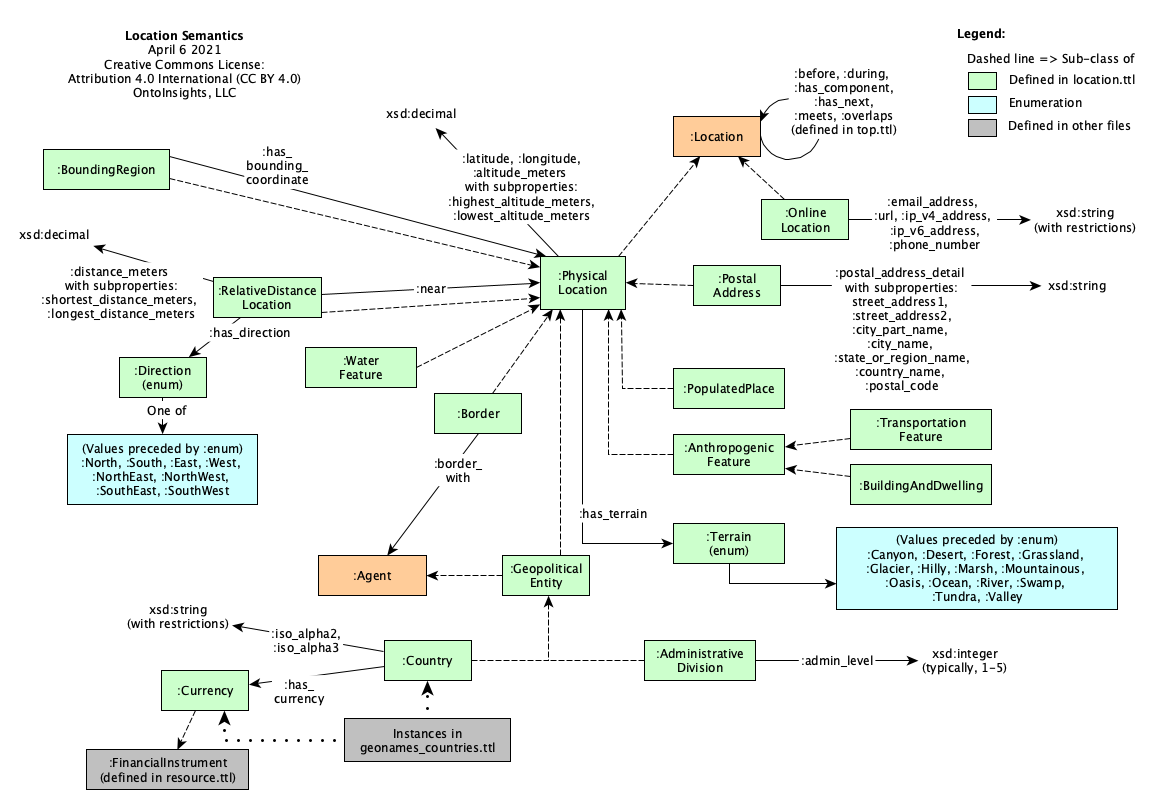 Location Semantics
April 6 2021
Creative Commons License:
Attribution 4.0 International (CC BY 4.0)
OntoInsights, LLC
Legend:
Dashed line => Sub-class of
Defined in location.ttl
Enumeration
Defined in other files
:before, :during,
:has_component,
:has_next,
:meets, :overlaps
(defined in top.ttl)
:Location
xsd:decimal
:latitude, :longitude,
:altitude_meters
with subproperties:
:highest_altitude_meters,
:lowest_altitude_meters
:BoundingRegion
:has_
bounding_
coordinate
:Online
Location
:email_address,
:url, :ip_v4_address,
:ip_v6_address,
:phone_number
xsd:string
(with restrictions)
xsd:decimal
:distance_meters
with subproperties:
:shortest_distance_meters,
:longest_distance_meters
:RelativeDistance
Location
:near
:Physical
Location
:Postal
Address
:postal_address_detail
with subproperties:
street_address1,
:street_address2,
:city_part_name,
:city_name,
:state_or_region_name,
:country_name,
:postal_code
xsd:string
:has_direction
:Direction
(enum)
One of
(Values preceded by :enum)
:North, :South, :East, :West,
:NorthEast, :NorthWest,
:SouthEast, :SouthWest
:Water
Feature
:Border
:border_
with
:PopulatedPlace
:Anthropogenic
Feature
:Transportation
Feature
:BuildingAndDwelling
:has_terrain
:Terrain
(enum)
(Values preceded by :enum)
:Canyon, :Desert, :Forest, :Grassland,
:Glacier, :Hilly, :Marsh, :Mountainous,
:Oasis, :Ocean, :River, :Swamp,
:Tundra, :Valley
:Agent
:Geopolitical
Entity
xsd:string
(with restrictions)
:iso_alpha2,
:iso_alpha3
:Country
:Administrative
Division
:admin_level
xsd:integer
(typically, 1-5)
:has_
currency
:Currency
Instances in
geonames_countries.ttl
:FinancialInstrument
(defined in resource.ttl)